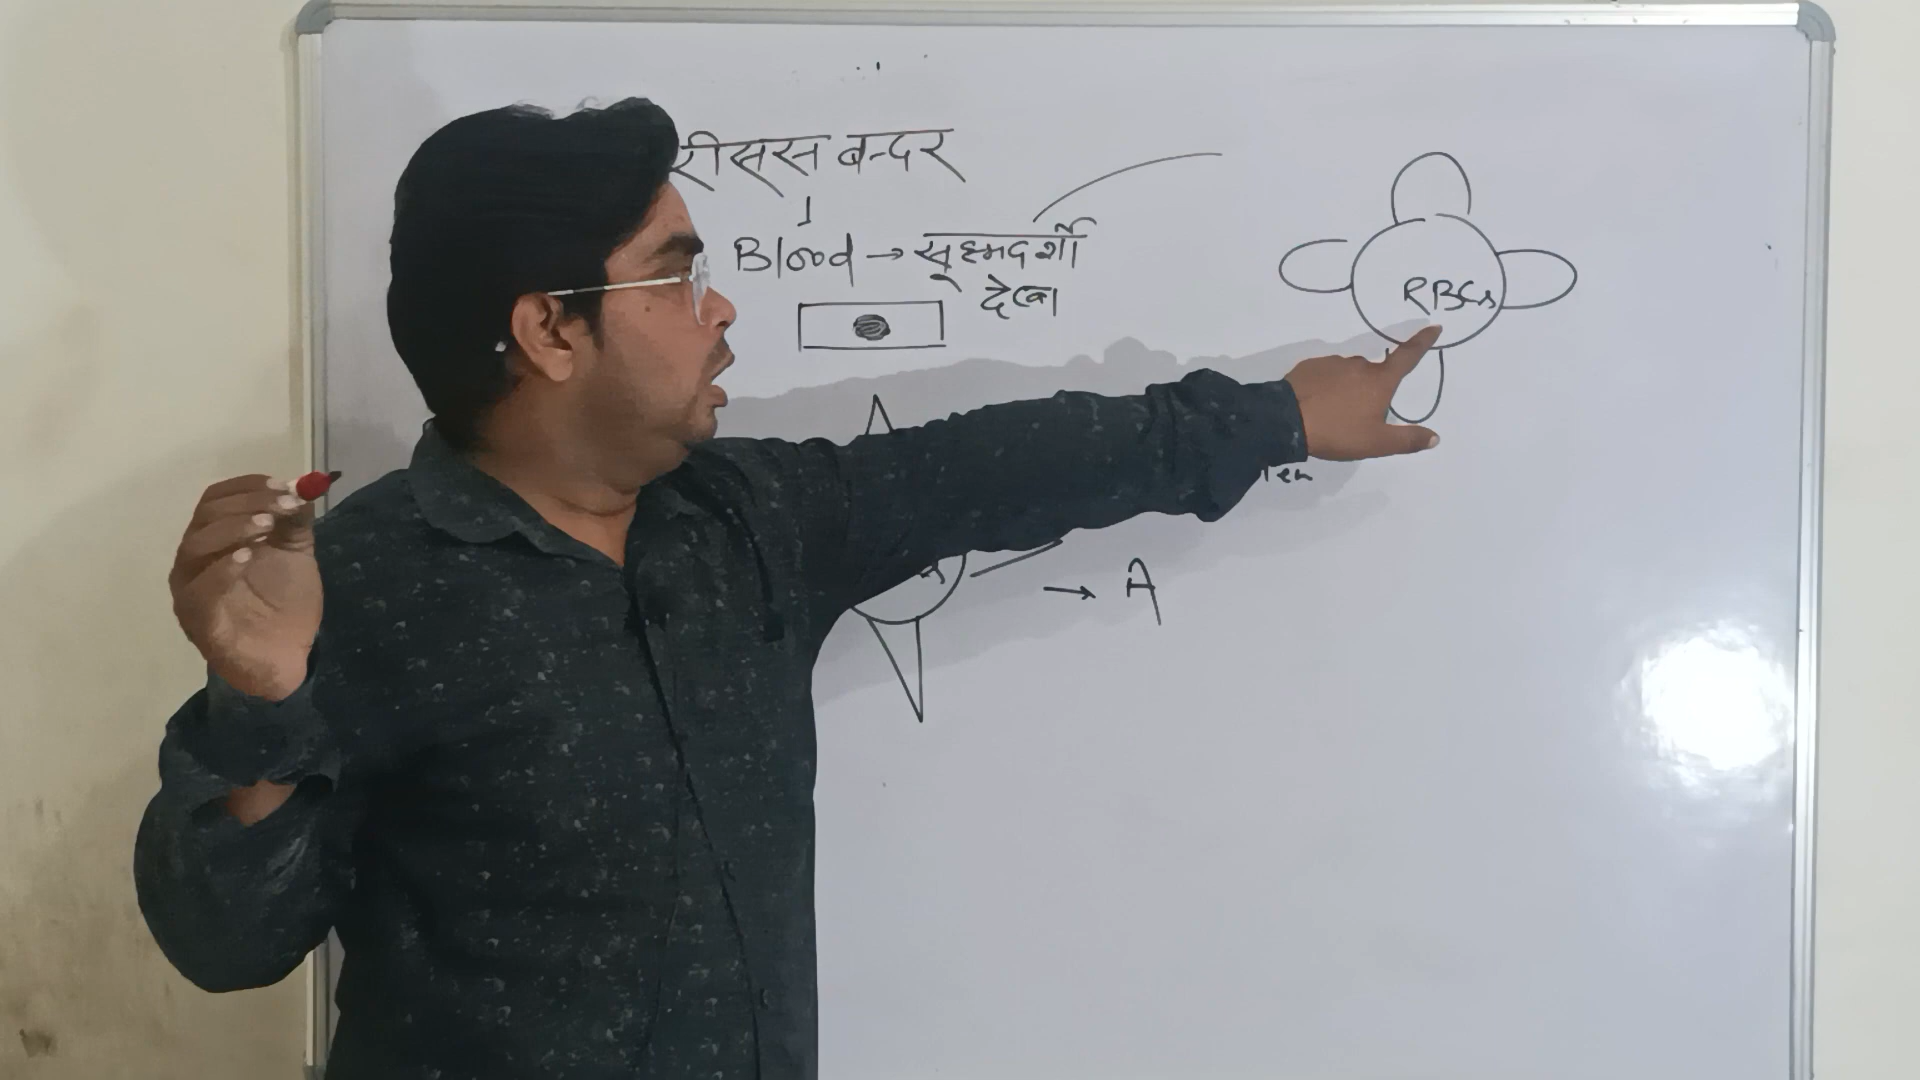 रीसस बन्दर
Blood → सूक्ष्मदर्शी
देखा
RBCs
→ A